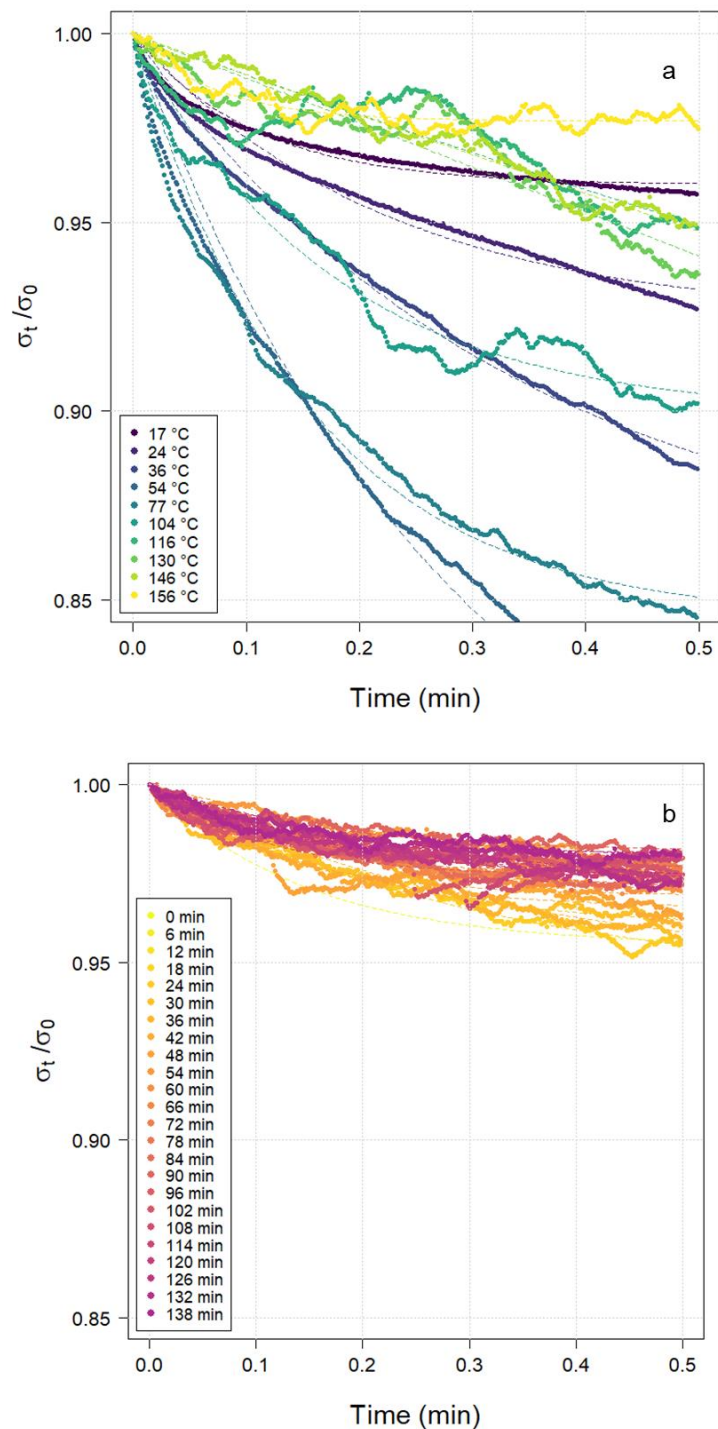 a
1.00
0.95
0.90
0.85
σt /σ0
17 °C
24 °C
36 °C
54 °C
77 °C
104 °C
116 °C
130 °C
146 °C
156 °C
0.0 0.1 0.2 0.3 0.4 0.5
Time (min)
b
1.00
0.95
0.90
0.85
σt /σ0
0 min
6 min
12 min
18 min
24 min
30 min
36 min
42 min
48 min
54 min
60 min
66 min
72 min
78 min
84 min
90 min
96 min
102 min
108 min
114 min
120 min
126 min
132 min
138 min
0.0 0.1 0.2 0.3 0.4 0.5
Time (min)